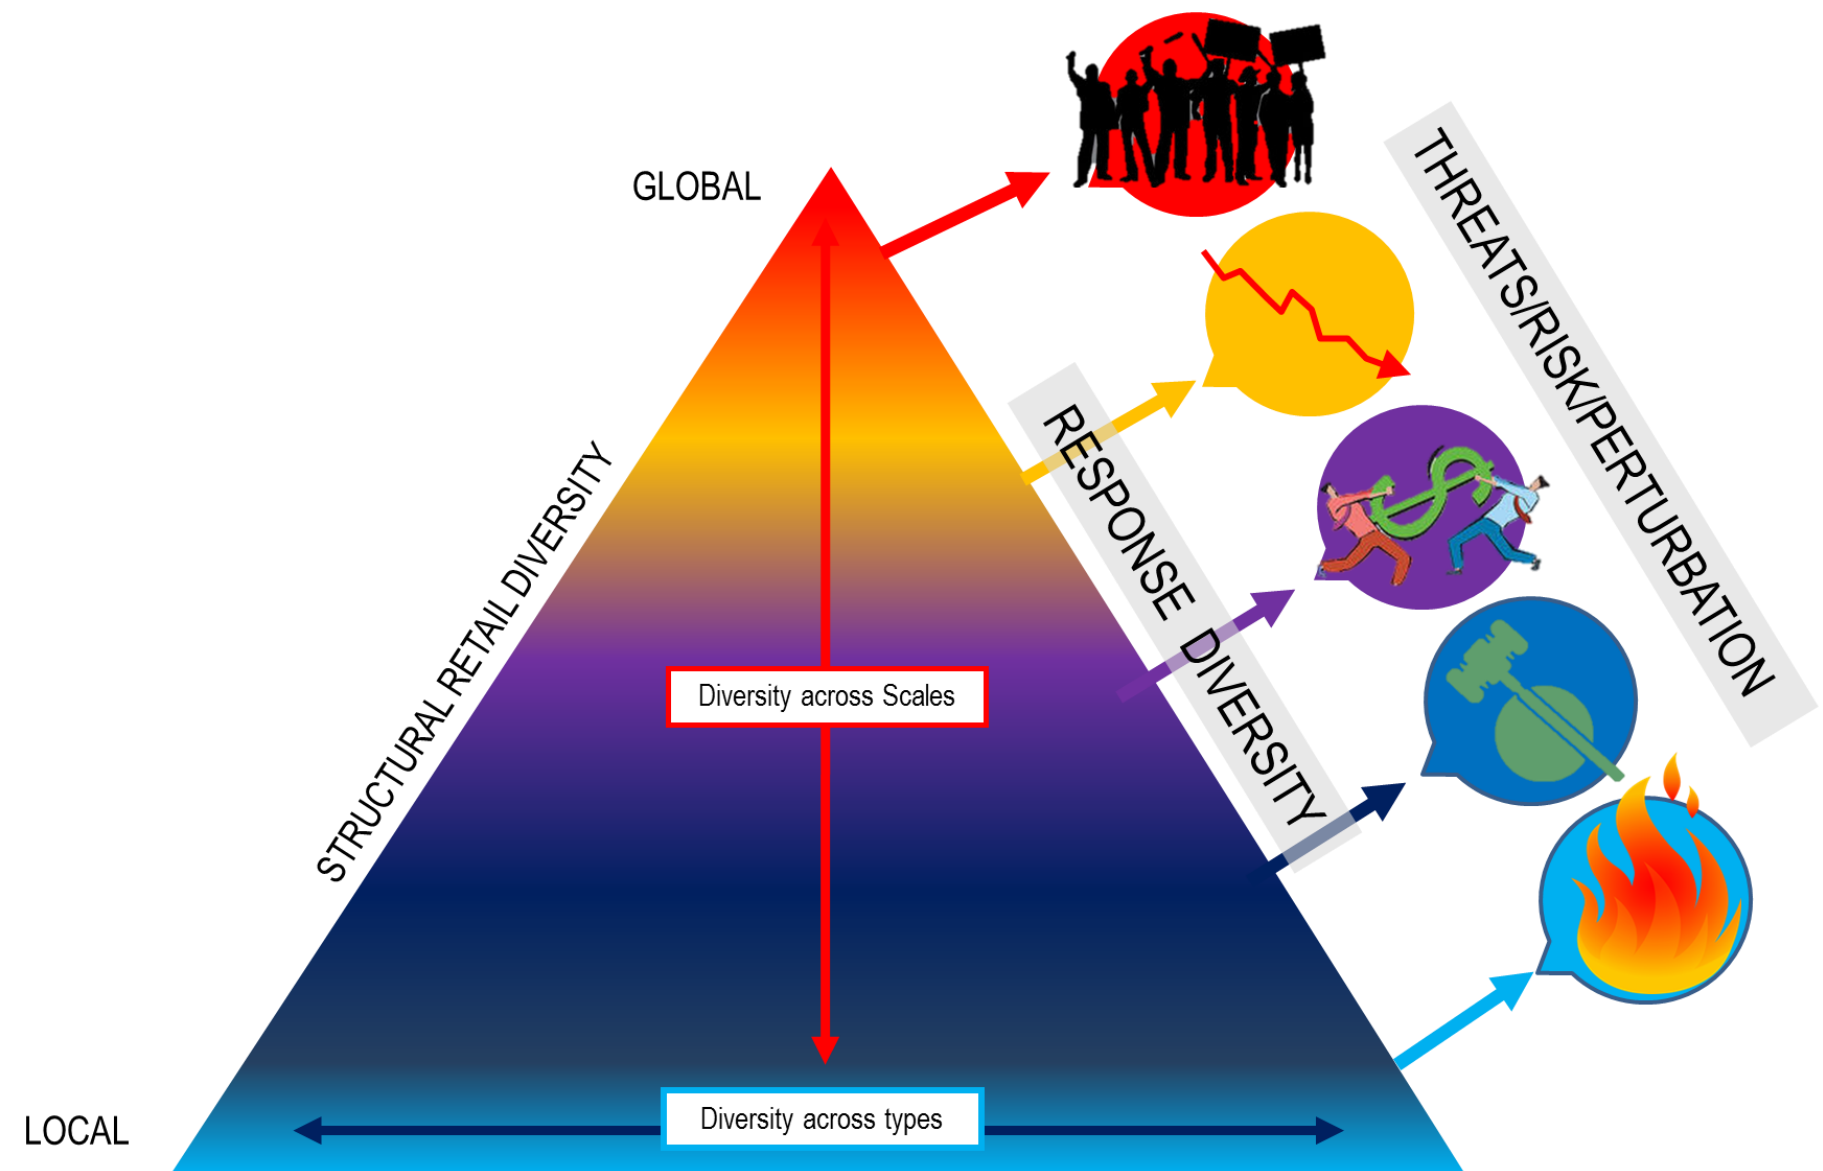 GLOBAL
THREATS/RISK/PERTURBATION
RESPONSE DIVERSITY
STRUCTURAL RETAIL DIVERSITY
Diversity across Scales
Diversity across types
LOCAL